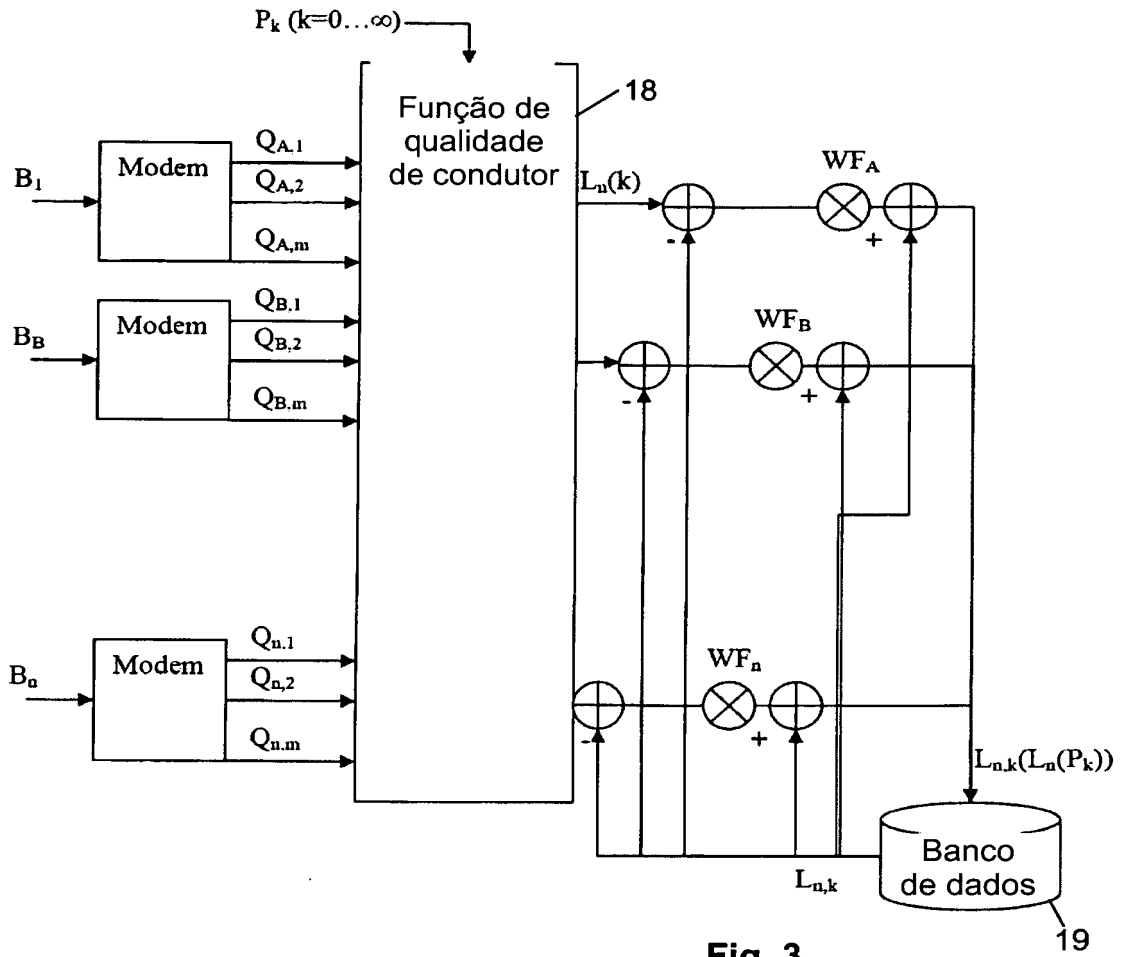 P_k (k=0…∞)
18
Função de
qualidade
de condutor
B_1
Modem
Q_A,1
Q_A,2
Q_A,m
L_n(k)
WF_A
-
+
B_B
Modem
Q_B,1
Q_B,2
Q_B,m
WF_B
-
+
B_n
Modem
Q_n,1
Q_n,2
Q_n,m
WF_n
-
+
L_n,k(L_n(P_k))
L_n,k
Banco
de dados
19
Fig. 3